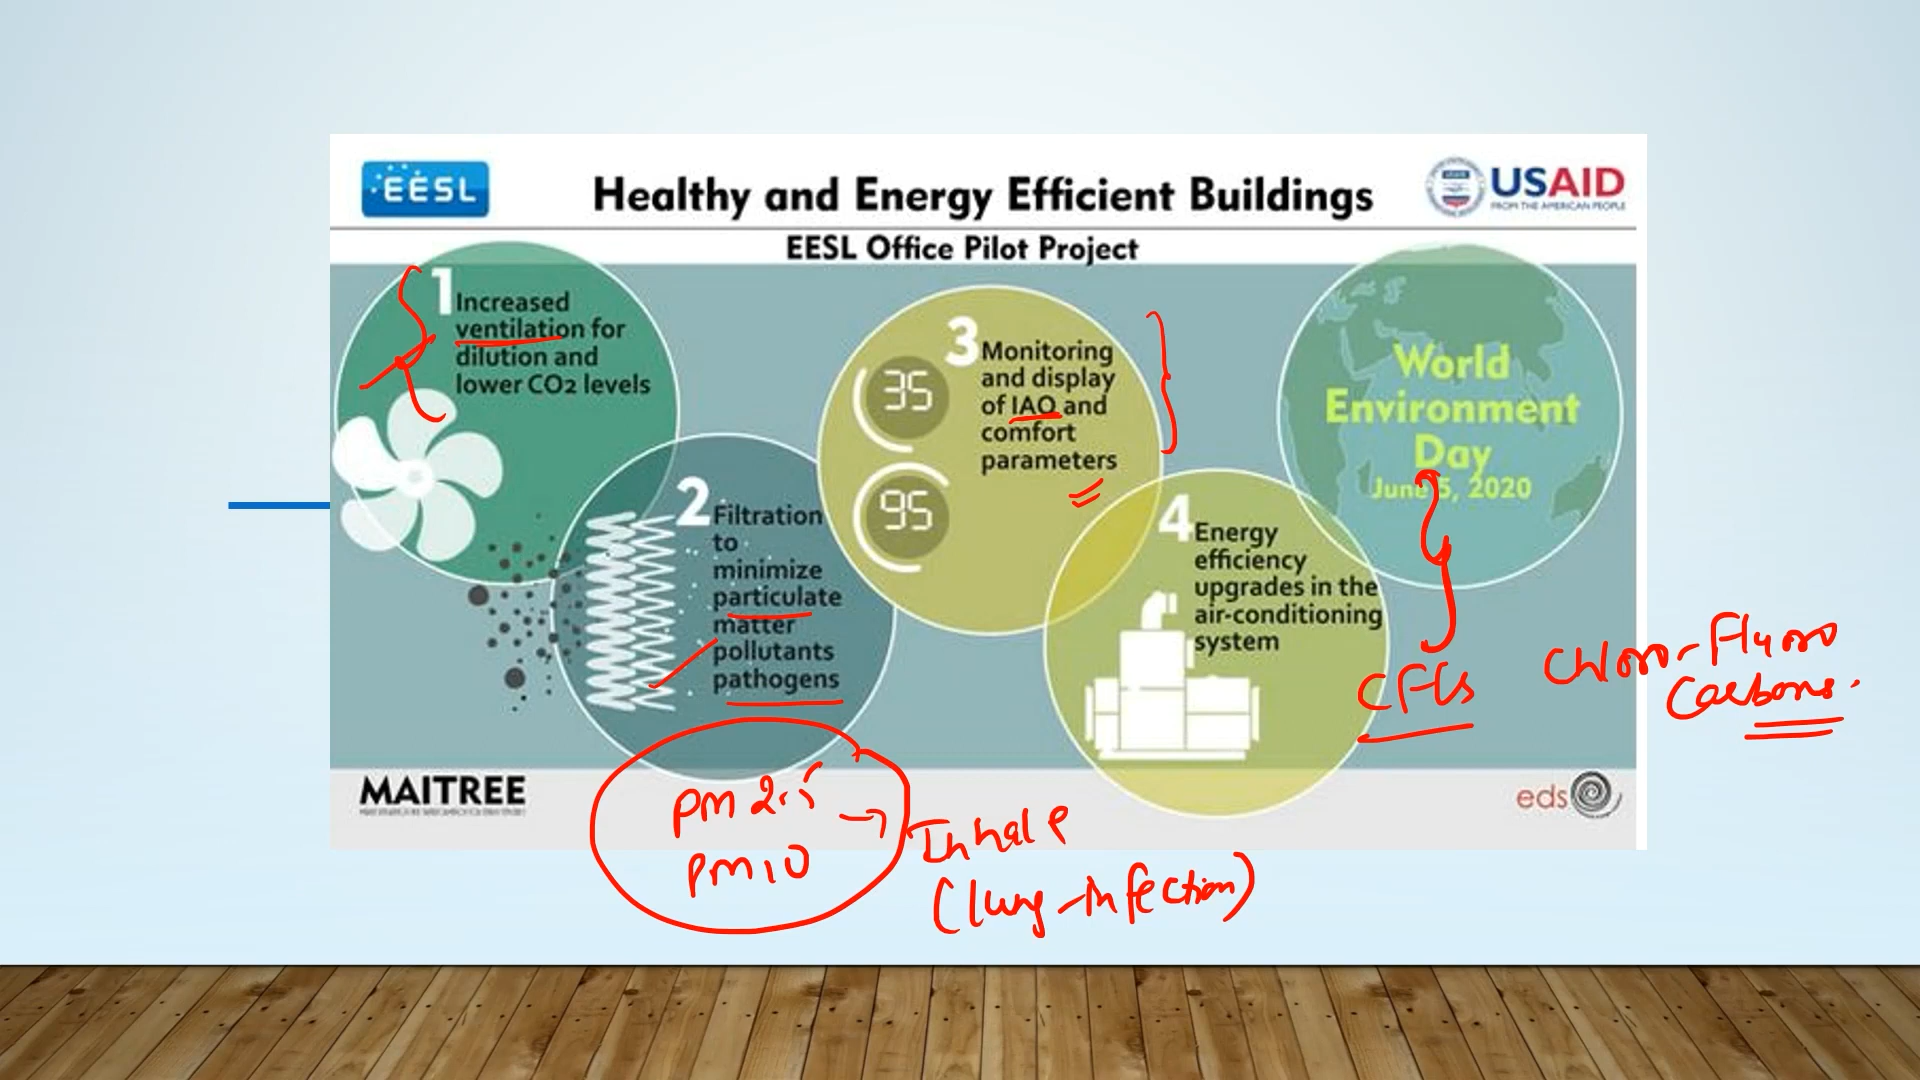 EESL
Healthy and Energy Efficient Buildings
USAID
FROM THE AMERICAN PEOPLE
EESL Office Pilot Project
1
Increased
ventilation for
dilution and
lower CO2 levels
2
Filtration
to
minimize
particulate
matter
pollutants
pathogens
3
Monitoring
and display
of IAQ and
comfort
parameters
35
95
4
Energy
efficiency
upgrades in the
air-conditioning
system
World
Environment
Day
June 5, 2020
CFCs
Chloro-Fluoro
Carbons.
MAITREE
eds
PM 2.5
PM 10
Inhale
(lung-infection)